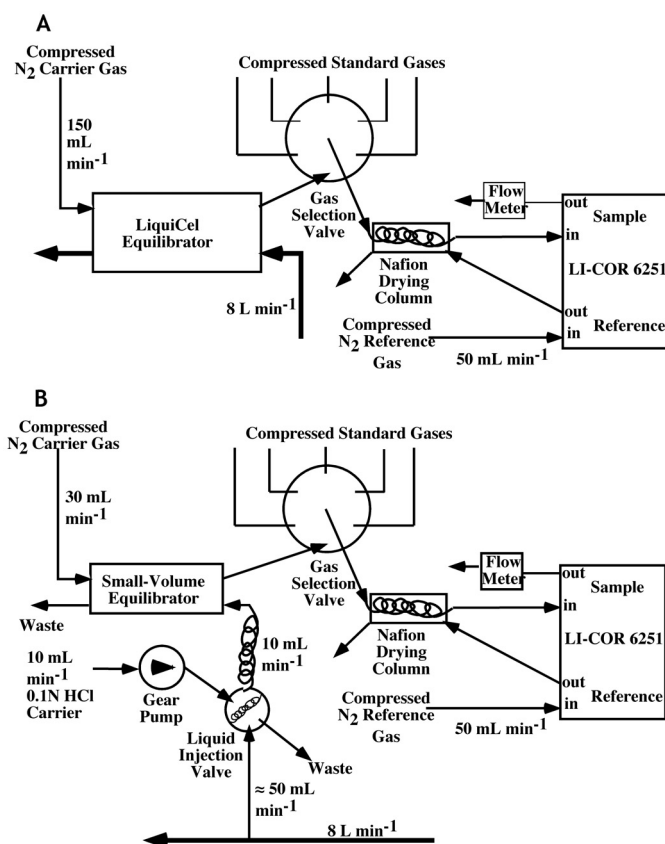 A
Compressed
N2 Carrier Gas
Compressed Standard Gases
150
mL
min-1
LiquiCel
Equilibrator
Gas
Selection
Valve
Flow
Meter
out
Sample
in
LI-COR 6251
Nafion
Drying
Column
8 L min-1
out
in
Reference
Compressed
N2 Reference
Gas
50 mL min-1
B
Compressed
N2 Carrier Gas
Compressed Standard Gases
30 mL
min-1
Small-Volume
Equilibrator
Gas
Selection
Valve
Flow
Meter
out
Sample
in
LI-COR 6251
Waste
10 mL
min-1
Nafion
Drying
Column
10 mL
min-1
0.1N HCl
Carrier
Gear
Pump
out
Reference
in
Compressed
N2 Reference
Gas
50 mL min-1
Liquid
Injection
Valve
Waste
≈ 50 mL
min-1
8 L min-1